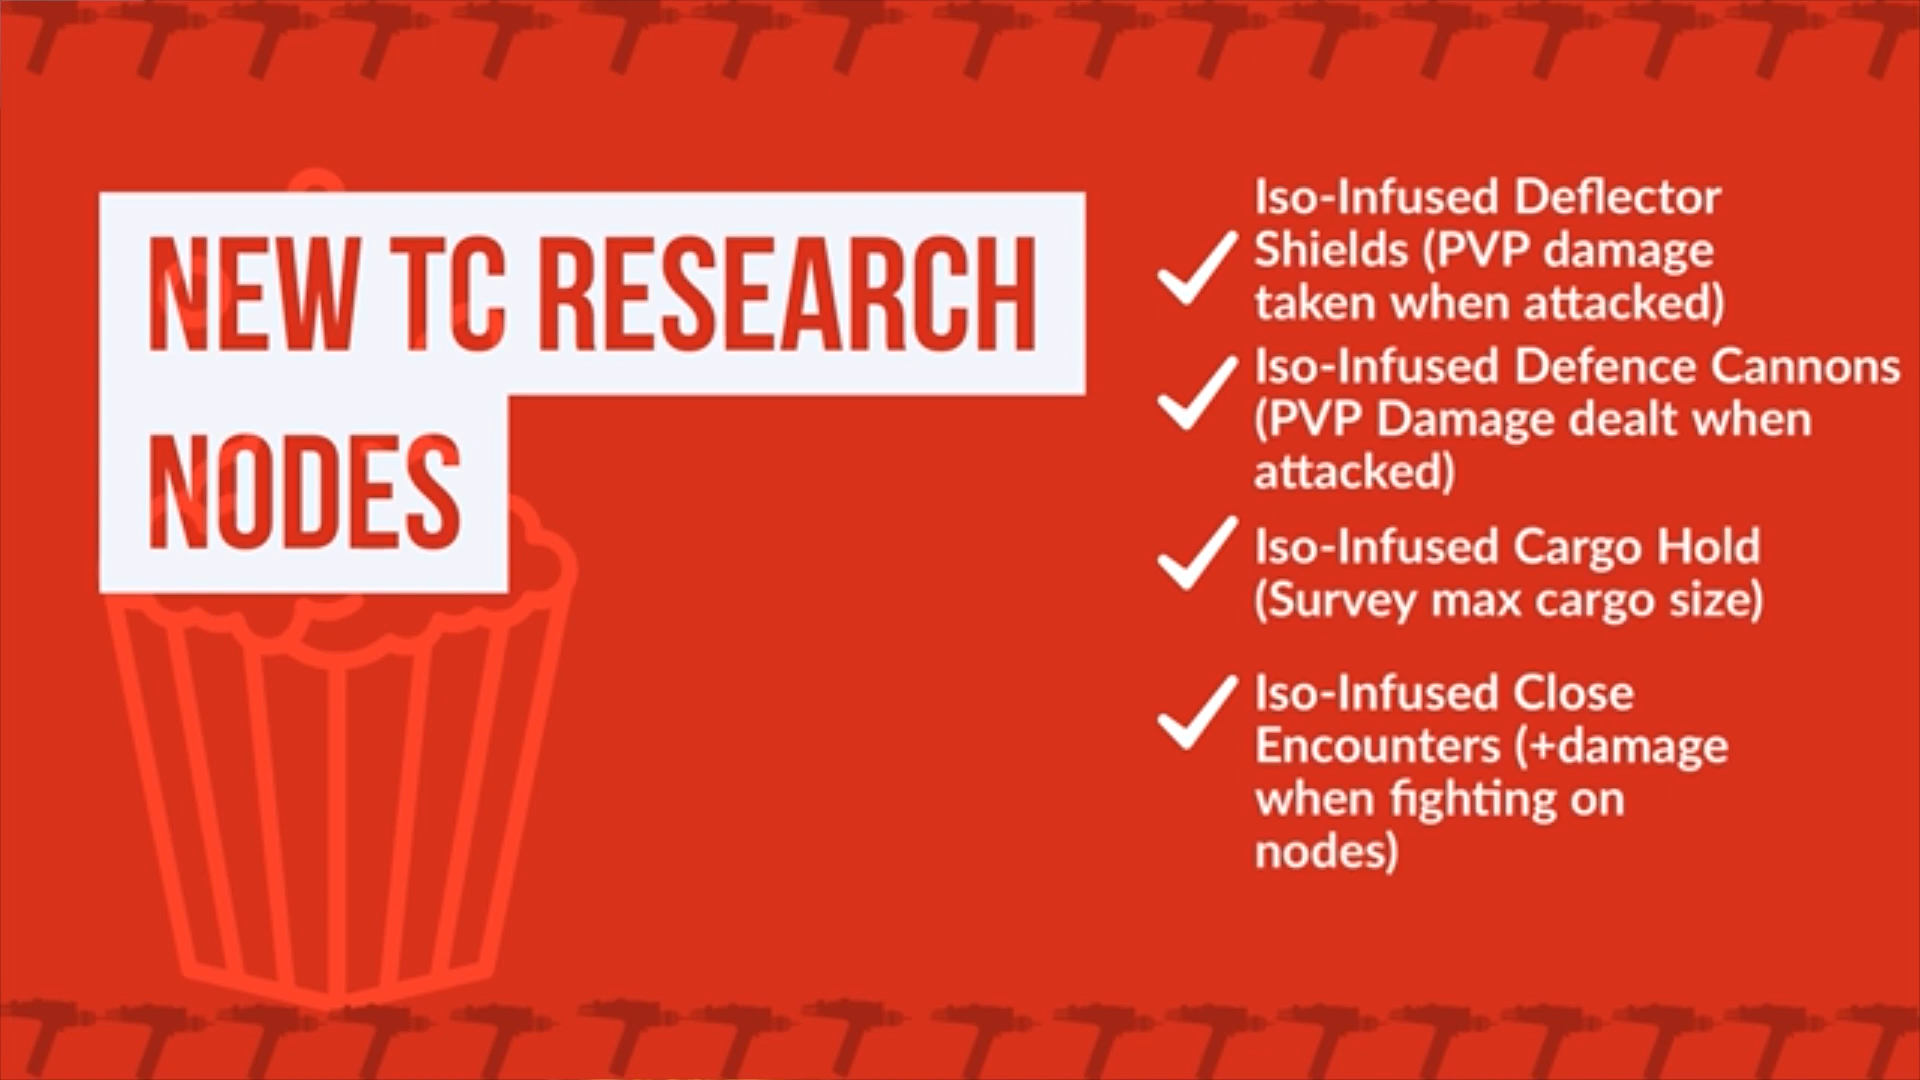 NEW TC RESEARCH
NODES
Iso-Infused Deflector
Shields (PVP damage
taken when attacked)
Iso-Infused Defence Cannons
(PVP Damage dealt when
attacked)
Iso-Infused Cargo Hold
(Survey max cargo size)
Iso-Infused Close
Encounters (+damage
when fighting on
nodes)